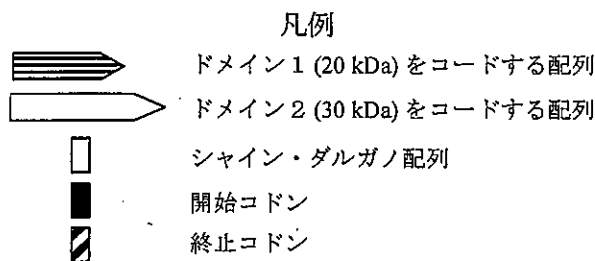 凡例
ドメイン1 (20 kDa) をコードする配列
ドメイン2 (30 kDa) をコードする配列
シャイン・ダルガノ配列
開始コドン
終止コドン